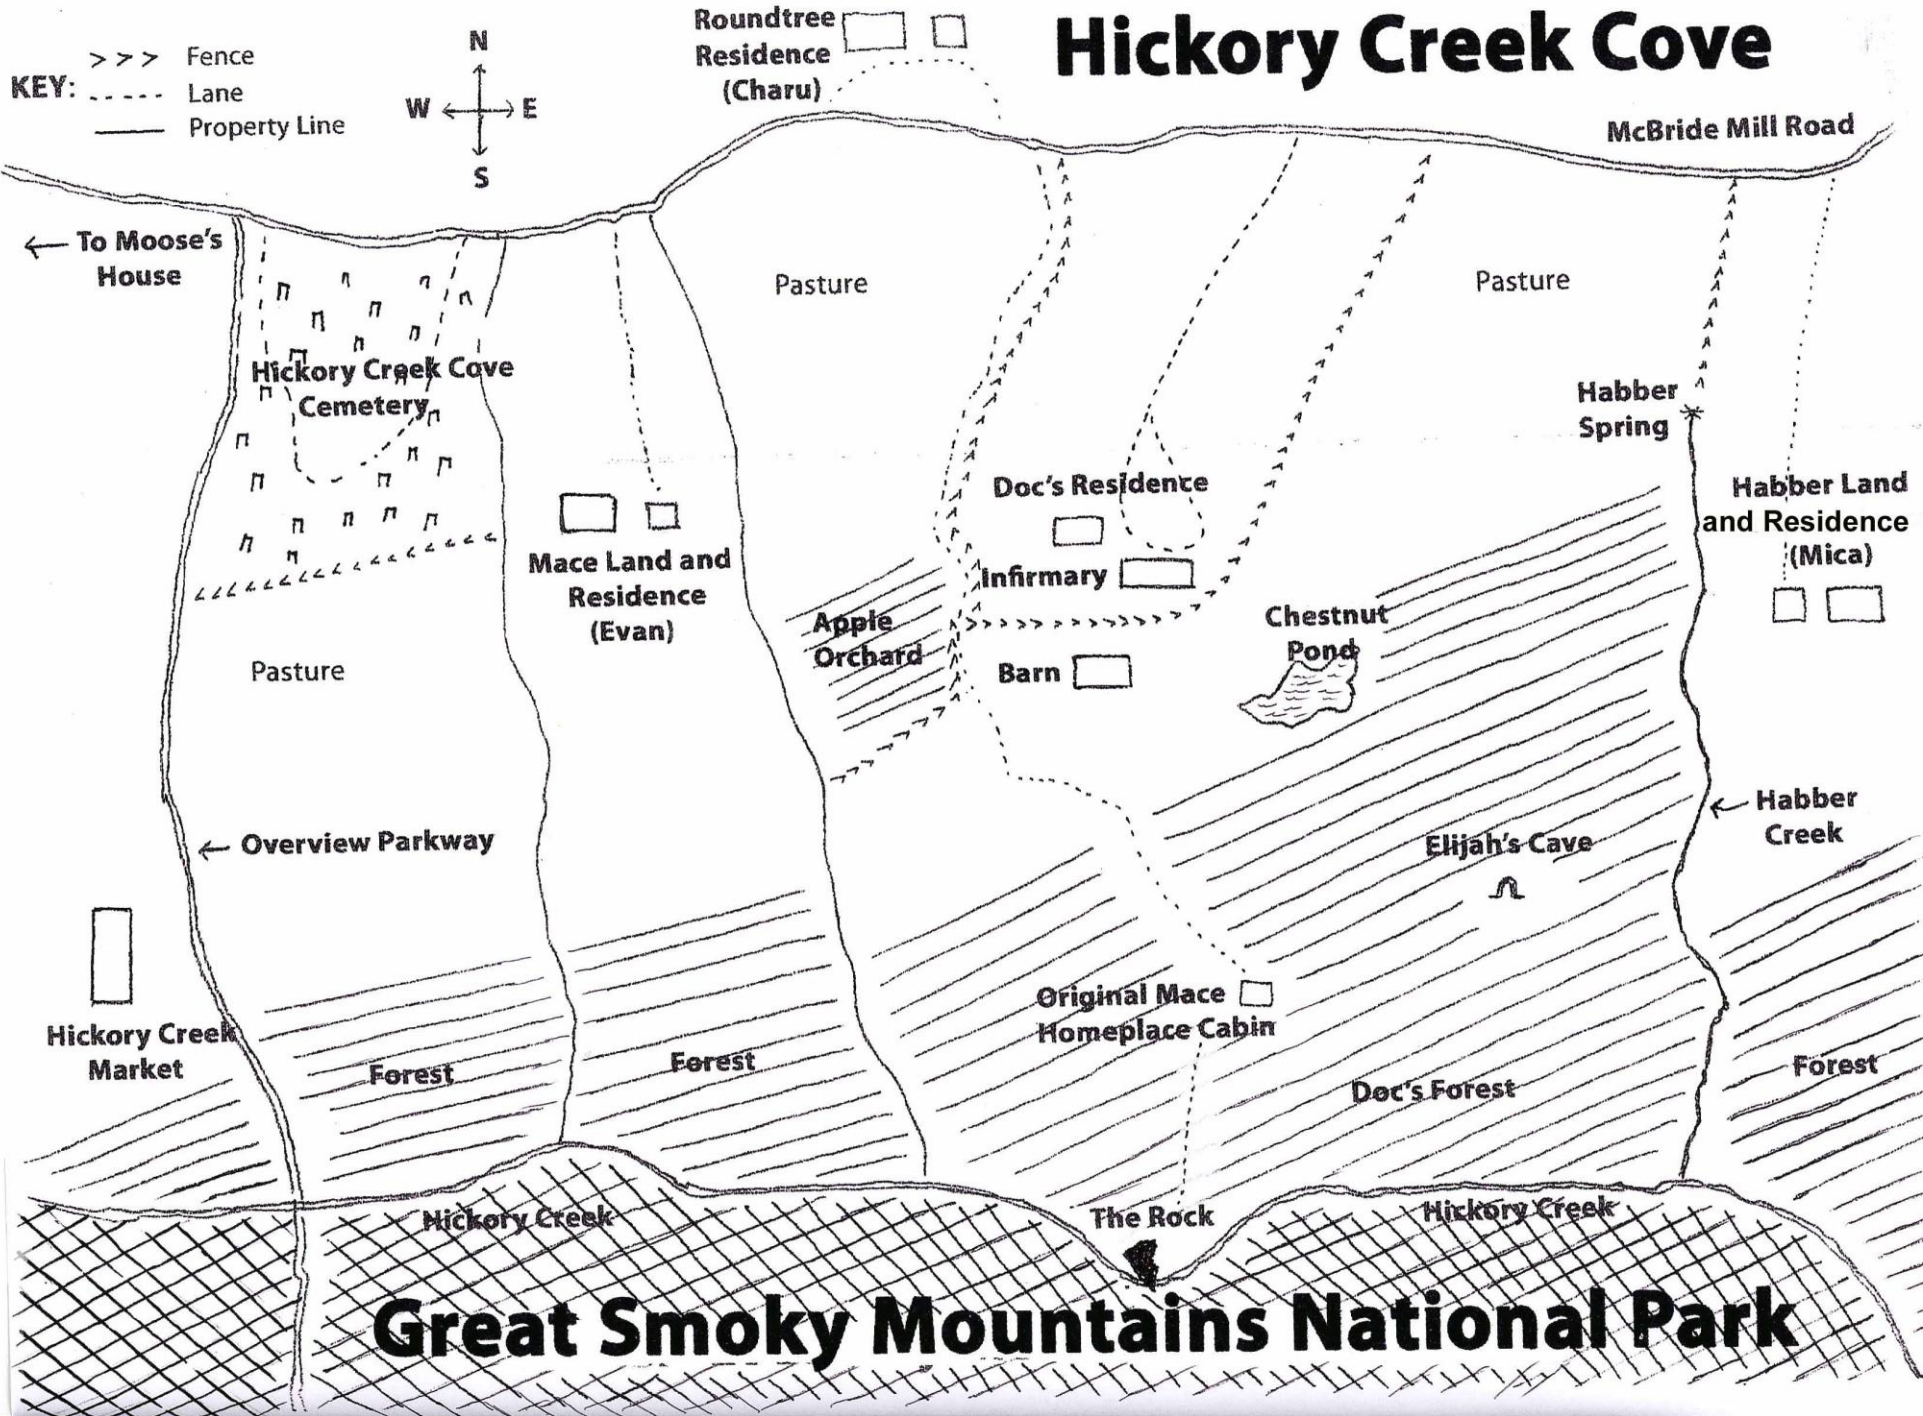 Hickory Creek Cove
Roundtree
Residence
(Charu)
KEY:
> > > Fence
----- Lane
Property Line
N
W E
S
McBride Mill Road
← To Moose's
House
Pasture
Pasture
Hickory Creek Cove
Cemetery
Habber
Spring
Doc's Residence
Habber Land
and Residence
(Mica)
Mace Land and
Residence
(Evan)
Infirmary
Apple
Orchard
Chestnut
Pond
Barn
Pasture
← Overview Parkway
← Habber
Creek
Elijah's Cave
Hickory Creek
Market
Original Mace
Homeplace Cabin
Forest
Forest
Doc's Forest
Forest
Hickory Creek
The Rock
Hickory Creek
Great Smoky Mountains National Park